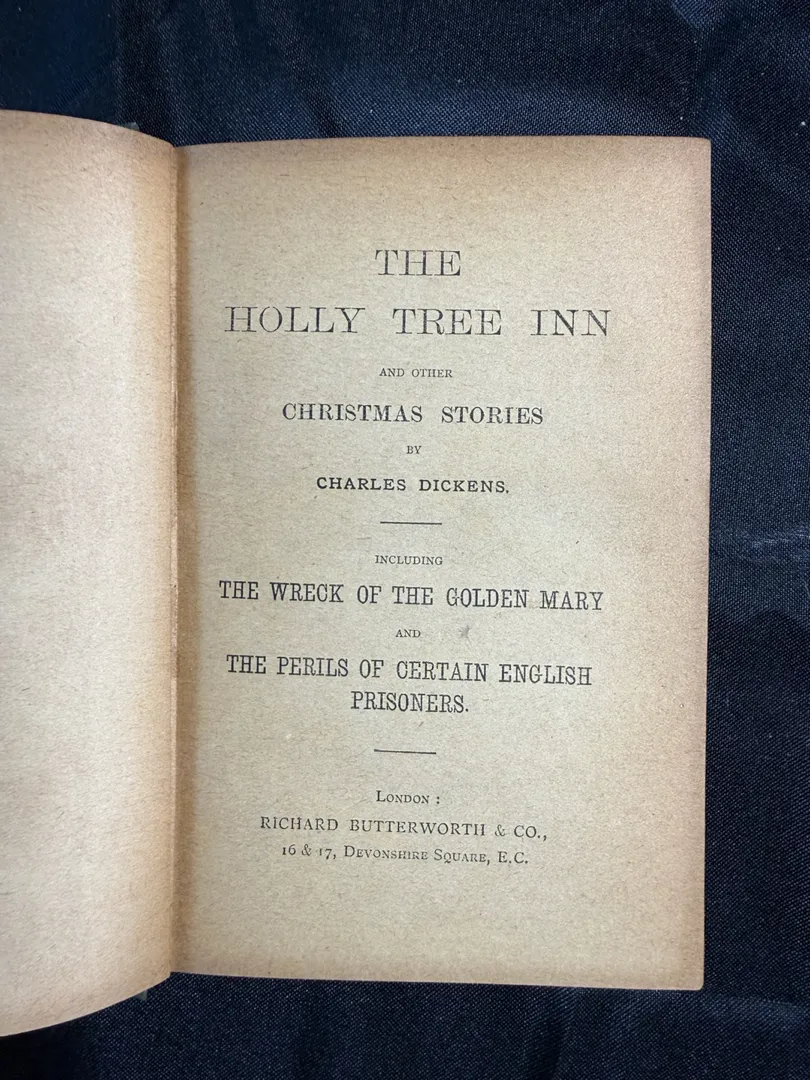 THE
HOLLY TREE INN
AND OTHER
CHRISTMAS STORIES
BY
CHARLES DICKENS.
INCLUDING
THE WRECK OF THE GOLDEN MARY
AND
THE PERILS OF CERTAIN ENGLISH
PRISONERS.
LONDON :
RICHARD BUTTERWORTH & CO.,
16 & 17, DEVONSHIRE SQUARE, E.C.